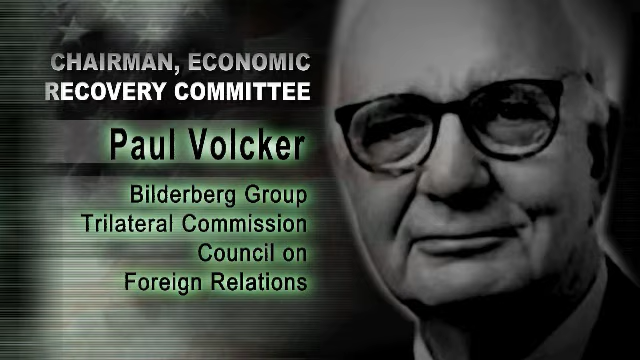 CHAIRMAN, ECONOMIC
RECOVERY COMMITTEE
Paul Volcker
Bilderberg Group
Trilateral Commission
Council on
Foreign Relations